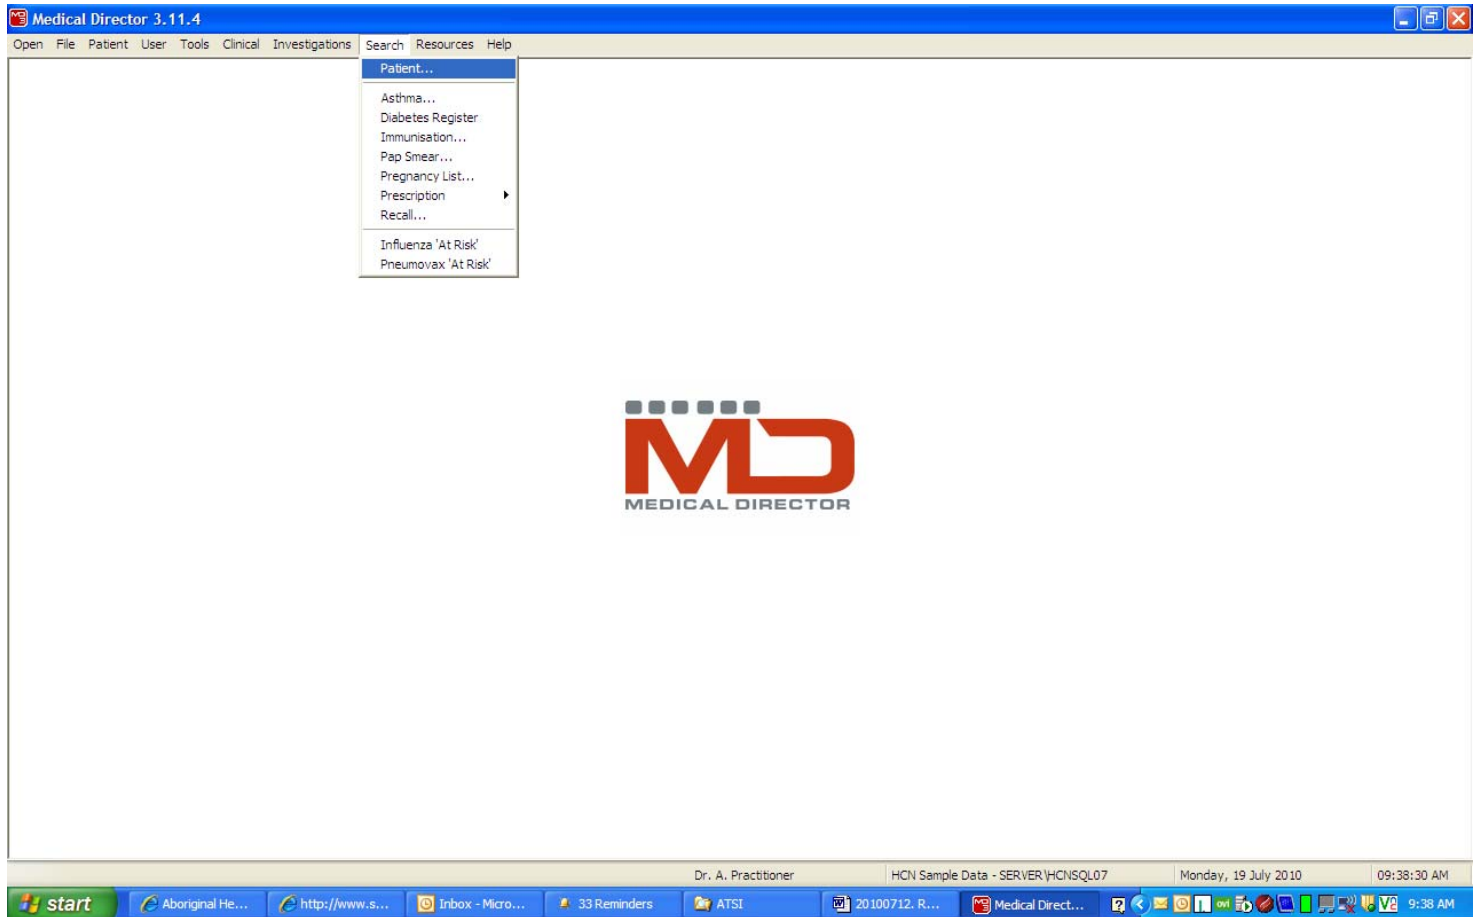 Medical Director 3.11.4
Open File Patient User Tools Clinical Investigations Search Resources Help
Patient...
Asthma...
Diabetes Register
Immunisation...
Pap Smear...
Pregnancy List...
Prescription
Recall...
Influenza 'At Risk'
Pneumovax 'At Risk'
MD
MEDICAL DIRECTOR
Dr. A. Practitioner HCN Sample Data - SERVER\HCNSQL07 Monday, 19 July 2010 09:38:30 AM
start Aboriginal He... http://www.s... Inbox - Micro... 33 Reminders ATSI 20100712. R... Medical Direct... 9:38 AM